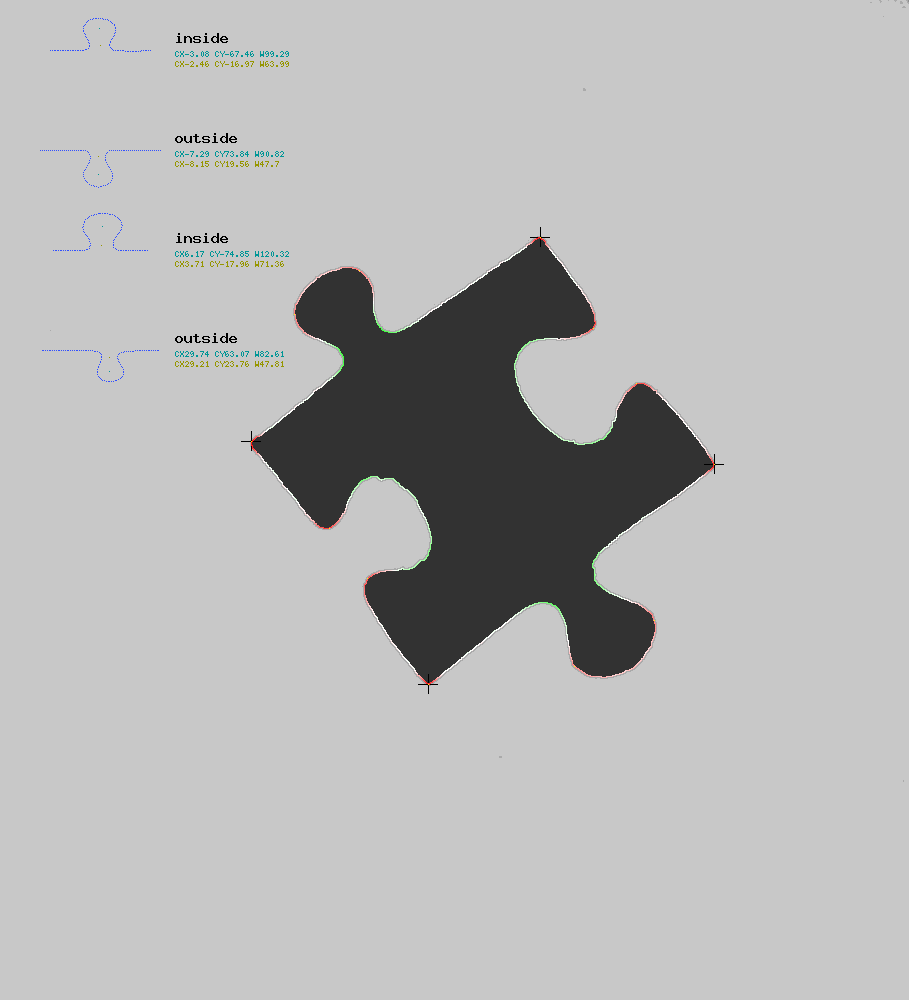 inside
CX-3.08 CY-67.46 W99.29
CX-2.46 CY-16.97 W63.99
outside
CX-7.29 CY73.84 W90.82
CX-8.15 CY19.56 W47.7
inside
CX6.17 CY-74.85 W120.32
CX3.71 CY-17.96 W71.36
outside
CX29.74 CY63.07 W82.61
CX29.21 CY23.76 W47.81